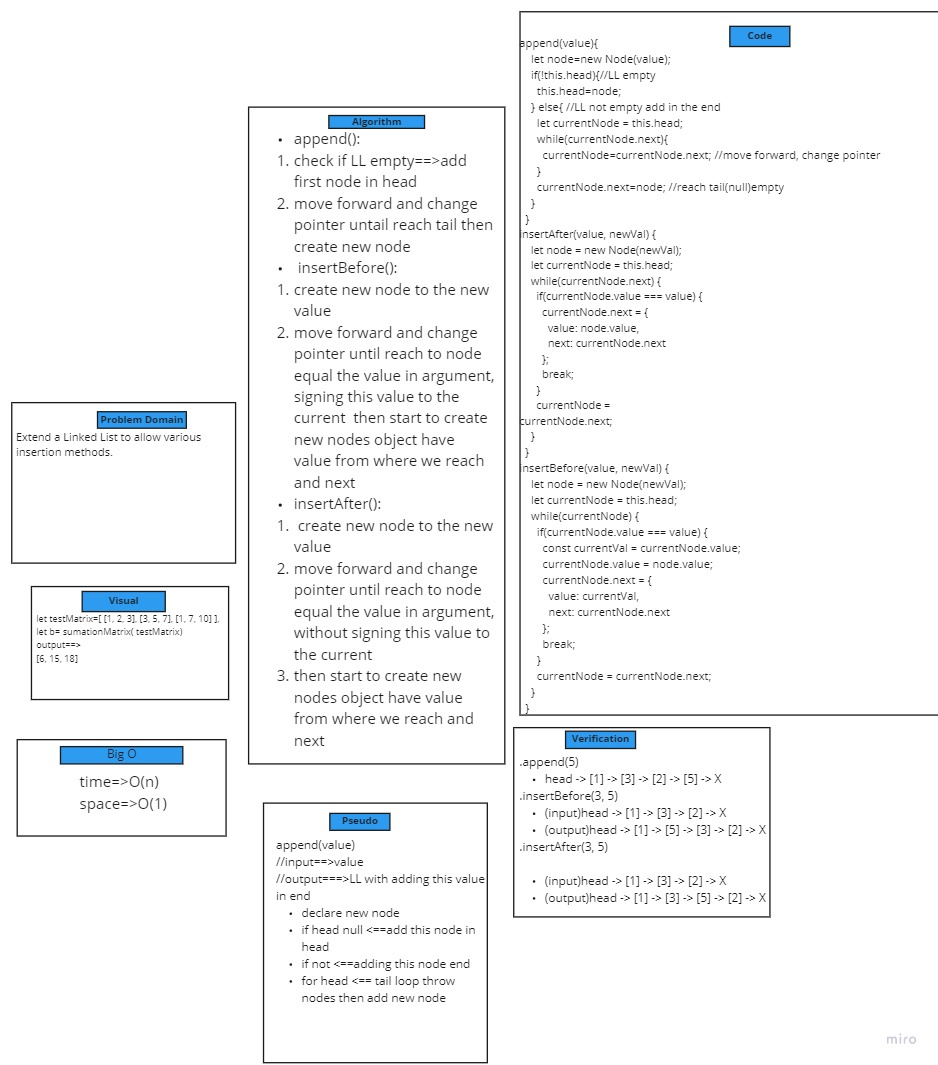 Problem Domain
Extend a Linked List to allow various
insertion methods.
Visual
let testMatrix=[ [1, 2, 3], [3, 5, 7], [1, 7, 10] ],
let b= sumationMatrix( testMatrix)
output==>
[6, 15, 18]
Big O
time=>O(n)
space=>O(1)
Algorithm
• append():
1. check if LL empty==>add
first node in head
2. move forward and change
pointer untail reach tail then
create new node
• insertBefore():
1. create new node to the new
value
2. move forward and change
pointer until reach to node
equal the value in argument,
signing this value to the
current then start to create
new nodes object have
value from where we reach
and next
• insertAfter():
1. create new node to the new
value
2. move forward and change
pointer until reach to node
equal the value in argument,
without signing this value to
the current
3. then start to create new
nodes object have value
from where we reach and
next
Pseudo
append(value)
//input==>value
//output===>LL with adding this value
in end
• declare new node
• if head null <==add this node in
head
• if not <==adding this node end
• for head <== tail loop throw
nodes then add new node
Code
append(value){
let node=new Node(value);
if(!this.head){//LL empty
this.head=node;
} else{ //LL not empty add in the end
let currentNode = this.head;
while(currentNode.next){
currentNode=currentNode.next; //move forward, change pointer
}
currentNode.next=node; //reach tail(null)empty
}
}
insertAfter(value, newVal) {
let node = new Node(newVal);
let currentNode = this.head;
while(currentNode.next) {
if(currentNode.value === value) {
currentNode.next = {
value: node.value,
next: currentNode.next
};
break;
}
currentNode =
currentNode.next;
}
}
insertBefore(value, newVal) {
let node = new Node(newVal);
let currentNode = this.head;
while(currentNode) {
if(currentNode.value === value) {
const currentVal = currentNode.value;
currentNode.value = node.value;
currentNode.next = {
value: currentVal,
next: currentNode.next
};
break;
}
currentNode = currentNode.next;
}
}
Verification
.append(5)
• head -> [1] -> [3] -> [2] -> [5] -> X
.insertBefore(3, 5)
• (input)head -> [1] -> [3] -> [2] -> X
• (output)head -> [1] -> [5] -> [3] -> [2] -> X
.insertAfter(3, 5)
• (input)head -> [1] -> [3] -> [2] -> X
• (output)head -> [1] -> [3] -> [5] -> [2] -> X
miro